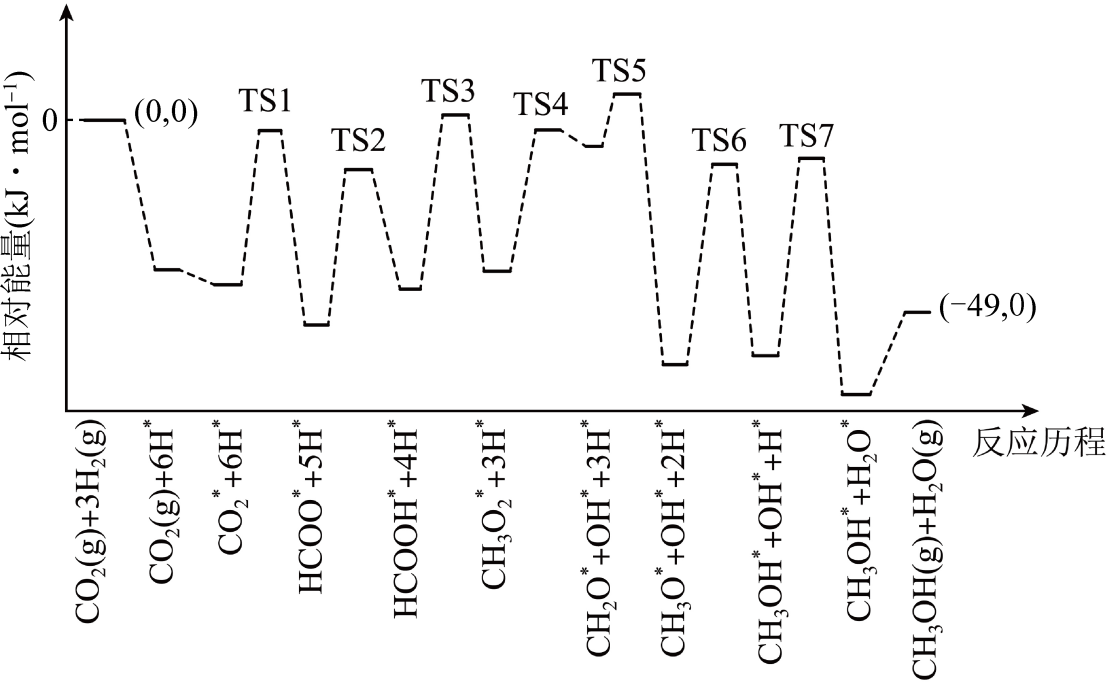 相对能量(kJ·mol⁻¹)
0
(0,0)
TS1
TS2
TS3
TS4
TS5
TS6
TS7
(−49,0)
反应历程
CO₂(g)+3H₂(g)
CO₂(g)+6H*
CO₂*+6H*
HCOO*+5H*
HCOOH*+4H*
CH₃O₂*+3H*
CH₂O*+OH*+3H*
CH₃O*+OH*+2H*
CH₃OH*+OH*+H*
CH₃OH*+H₂O*
CH₃OH(g)+H₂O(g)